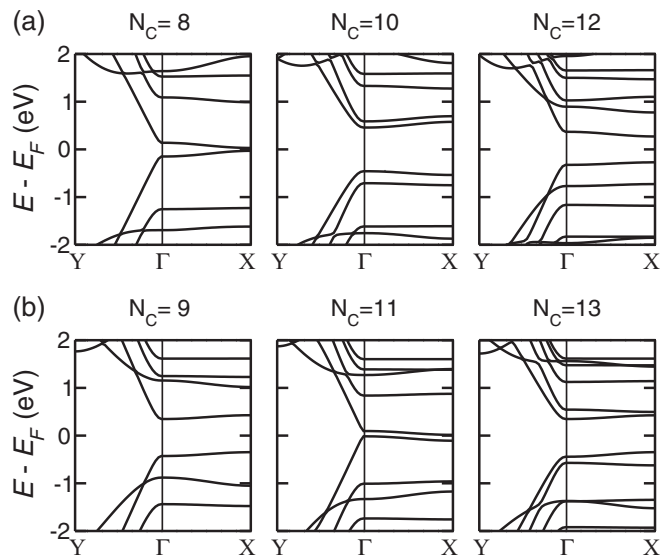 (a) N_C= 8 N_C=10 N_C=12
2
1
0
-1
-2
E - E_F (eV)
Y Γ X Y Γ X Y Γ X
(b) N_C= 9 N_C=11 N_C=13
2
1
0
-1
-2
E - E_F (eV)
Y Γ X Y Γ X Y Γ X